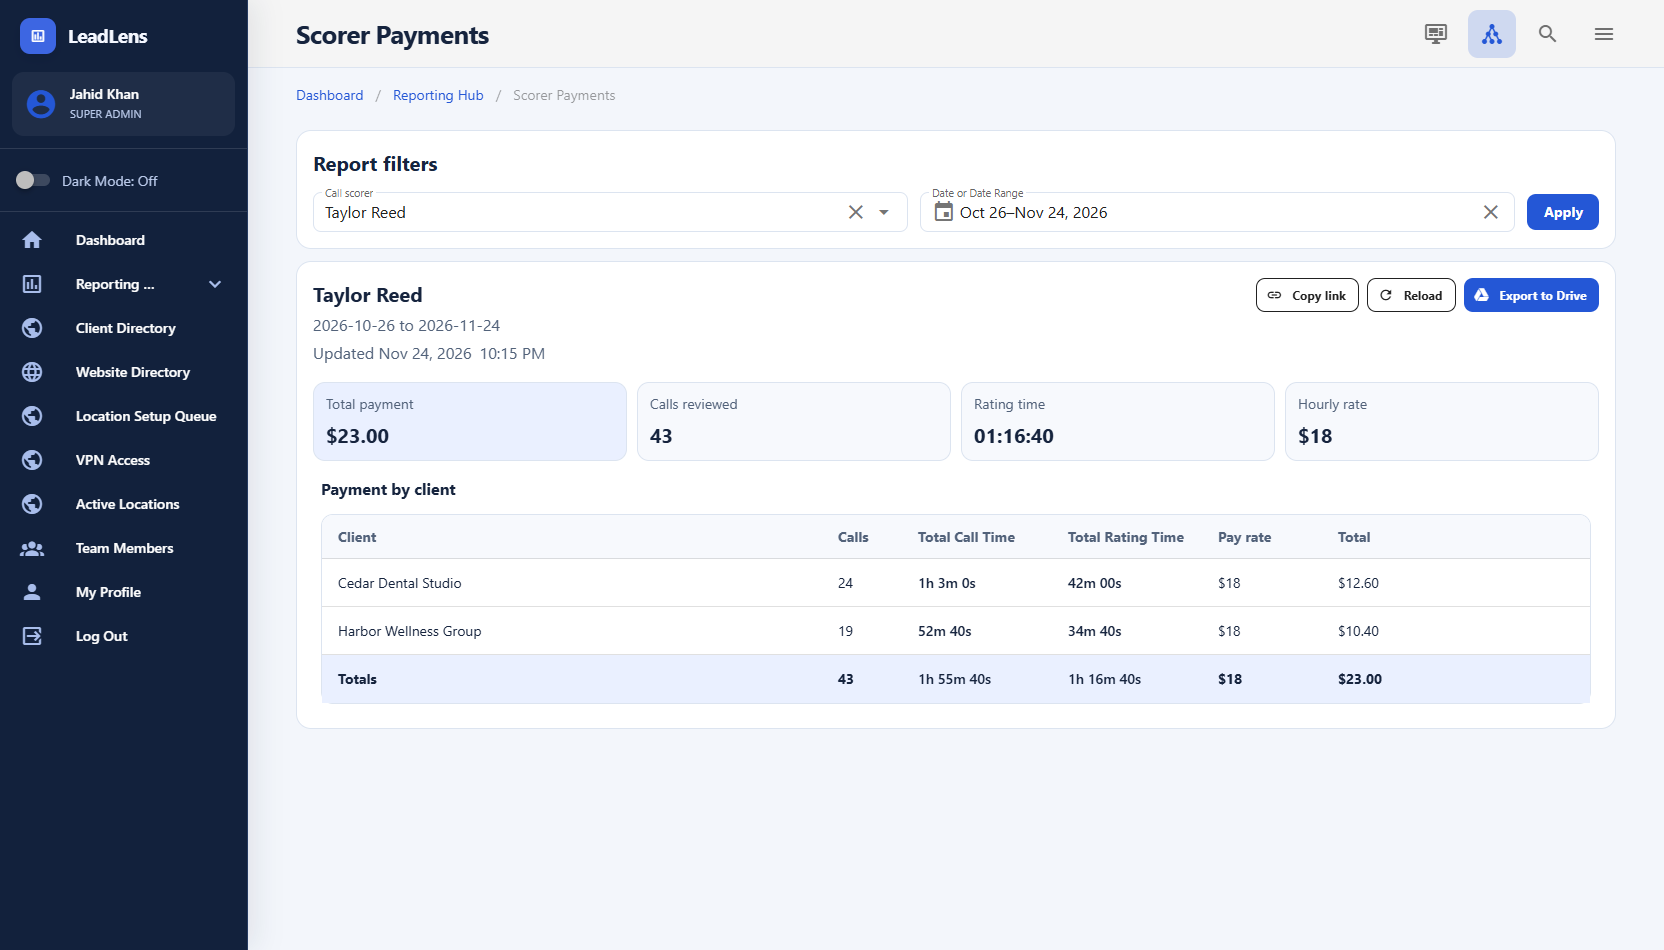 LeadLens
Jahid Khan
SUPER ADMIN
Dark Mode: Off
Dashboard
Reporting ...
Client Directory
Website Directory
Location Setup Queue
VPN Access
Active Locations
Team Members
My Profile
Log Out
Scorer Payments
Dashboard / Reporting Hub / Scorer Payments
Report filters
Call scorer
Taylor Reed
Date or Date Range
Oct 26–Nov 24, 2026
Apply
Taylor Reed
2026-10-26 to 2026-11-24
Updated Nov 24, 2026 10:15 PM
Copy link
Reload
Export to Drive
Total payment
$23.00
Calls reviewed
43
Rating time
01:16:40
Hourly rate
$18
Payment by client
Client Calls Total Call Time Total Rating Time Pay rate Total
Cedar Dental Studio 24 1h 3m 0s 42m 00s $18 $12.60
Harbor Wellness Group 19 52m 40s 34m 40s $18 $10.40
Totals 43 1h 55m 40s 1h 16m 40s $18 $23.00